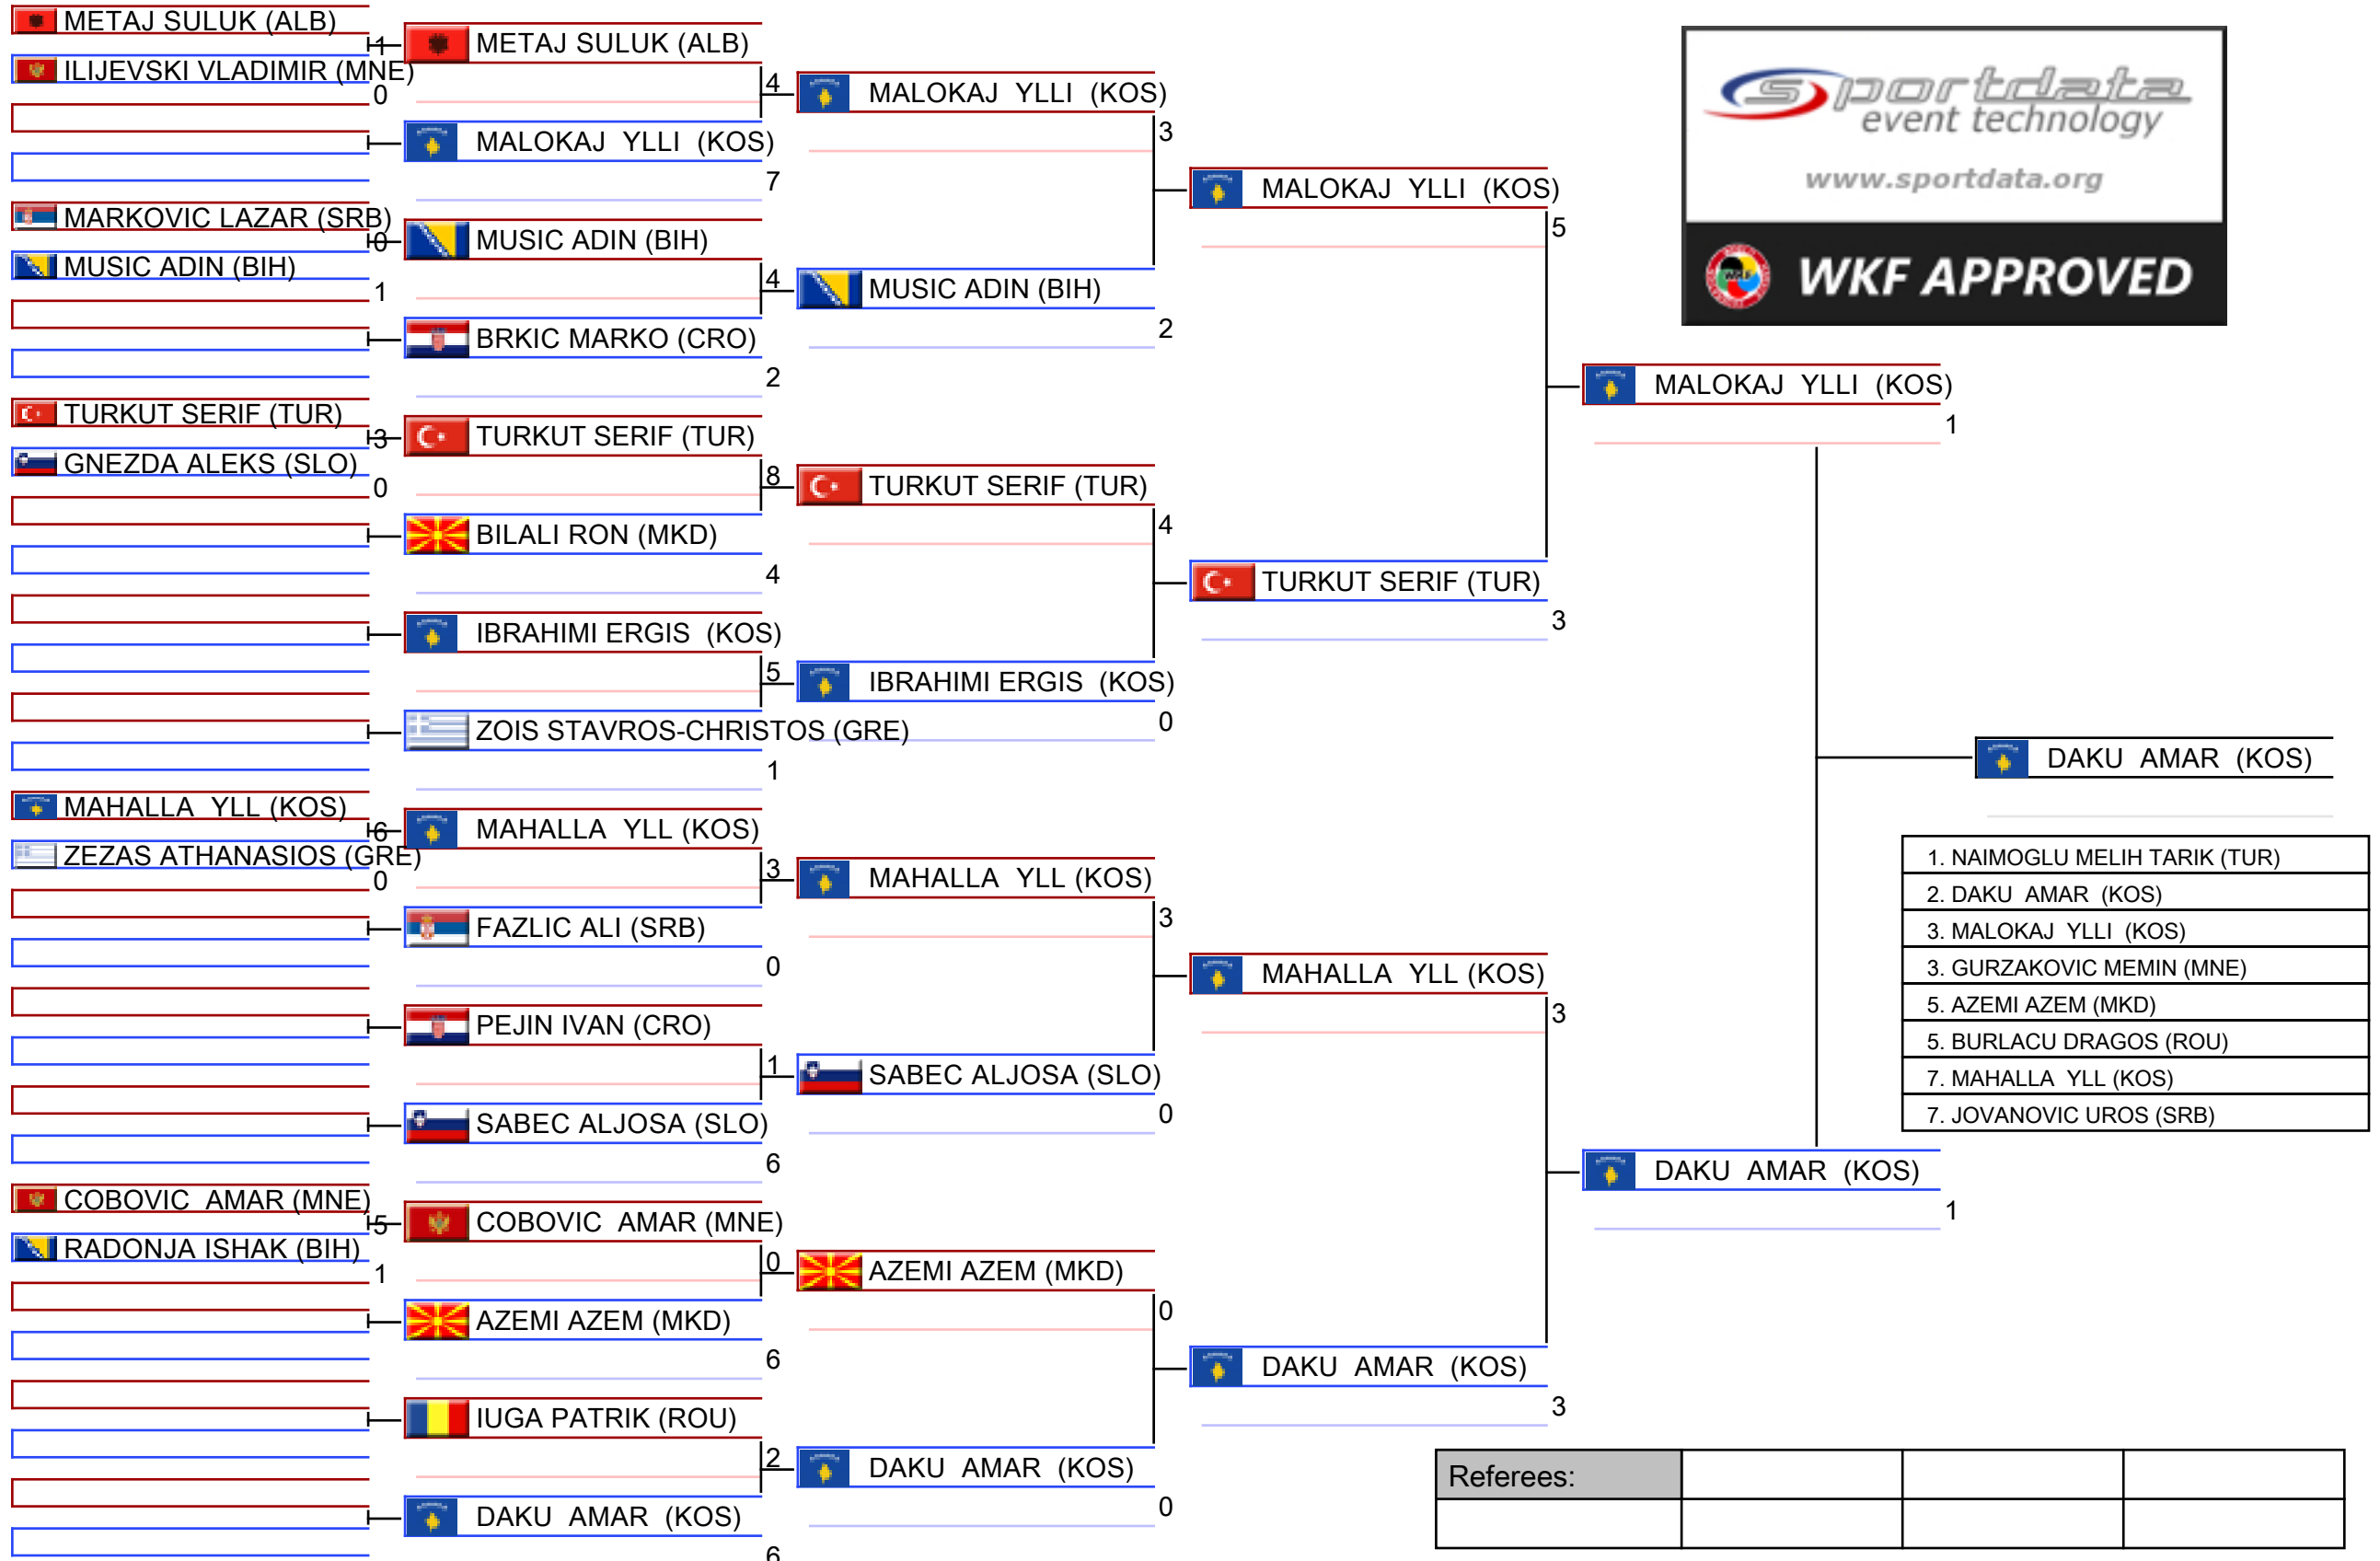 METAJ SULUK (ALB)
1
ILIJEVSKI VLADIMIR (MNE)
0
MARKOVIC LAZAR (SRB)
0
MUSIC ADIN (BIH)
1
TURKUT SERIF (TUR)
3
GNEZDA ALEKS (SLO)
0
MAHALLA YLL (KOS)
6
ZEZAS ATHANASIOS (GRE)
0
COBOVIC AMAR (MNE)
5
RADONJA ISHAK (BIH)
1
METAJ SULUK (ALB)
4
MALOKAJ YLLI (KOS)
7
MUSIC ADIN (BIH)
4
BRKIC MARKO (CRO)
2
TURKUT SERIF (TUR)
8
BILALI RON (MKD)
4
IBRAHIMI ERGIS (KOS)
5
ZOIS STAVROS-CHRISTOS (GRE)
1
MAHALLA YLL (KOS)
3
FAZLIC ALI (SRB)
0
PEJIN IVAN (CRO)
1
SABEC ALJOSA (SLO)
6
COBOVIC AMAR (MNE)
0
AZEMI AZEM (MKD)
6
IUGA PATRIK (ROU)
2
DAKU AMAR (KOS)
6
MALOKAJ YLLI (KOS)
3
MUSIC ADIN (BIH)
2
TURKUT SERIF (TUR)
4
IBRAHIMI ERGIS (KOS)
0
MAHALLA YLL (KOS)
3
SABEC ALJOSA (SLO)
0
AZEMI AZEM (MKD)
0
DAKU AMAR (KOS)
0
MALOKAJ YLLI (KOS)
5
TURKUT SERIF (TUR)
3
MAHALLA YLL (KOS)
3
DAKU AMAR (KOS)
3
MALOKAJ YLLI (KOS)
1
DAKU AMAR (KOS)
1
DAKU AMAR (KOS)
sportdata
event technology
www.sportdata.org
WKF APPROVED
1. NAIMOGLU MELIH TARIK (TUR)
2. DAKU AMAR (KOS)
3. MALOKAJ YLLI (KOS)
3. GURZAKOVIC MEMIN (MNE)
5. AZEMI AZEM (MKD)
5. BURLACU DRAGOS (ROU)
7. MAHALLA YLL (KOS)
7. JOVANOVIC UROS (SRB)
Referees: